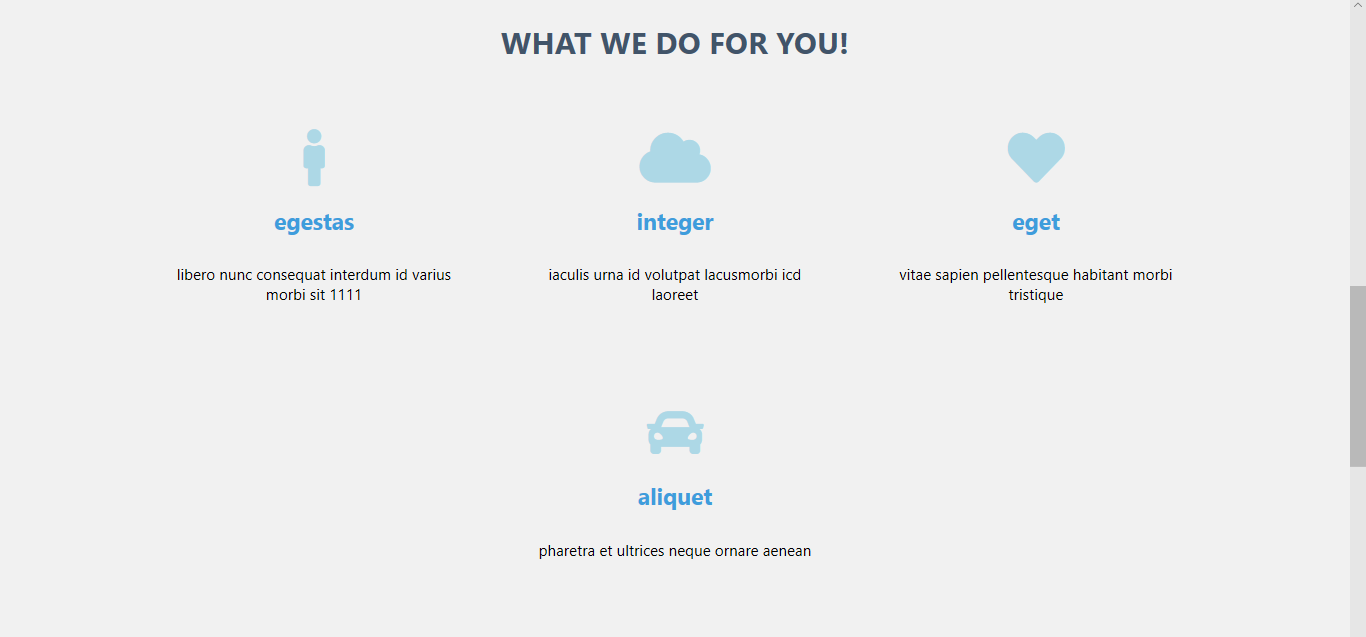 WHAT WE DO FOR YOU!
egestas
libero nunc consequat interdum id varius
morbi sit 1111
integer
iaculis urna id volutpat lacusmorbi icd
laoreet
eget
vitae sapien pellentesque habitant morbi
tristique
aliquet
pharetra et ultrices neque ornare aenean